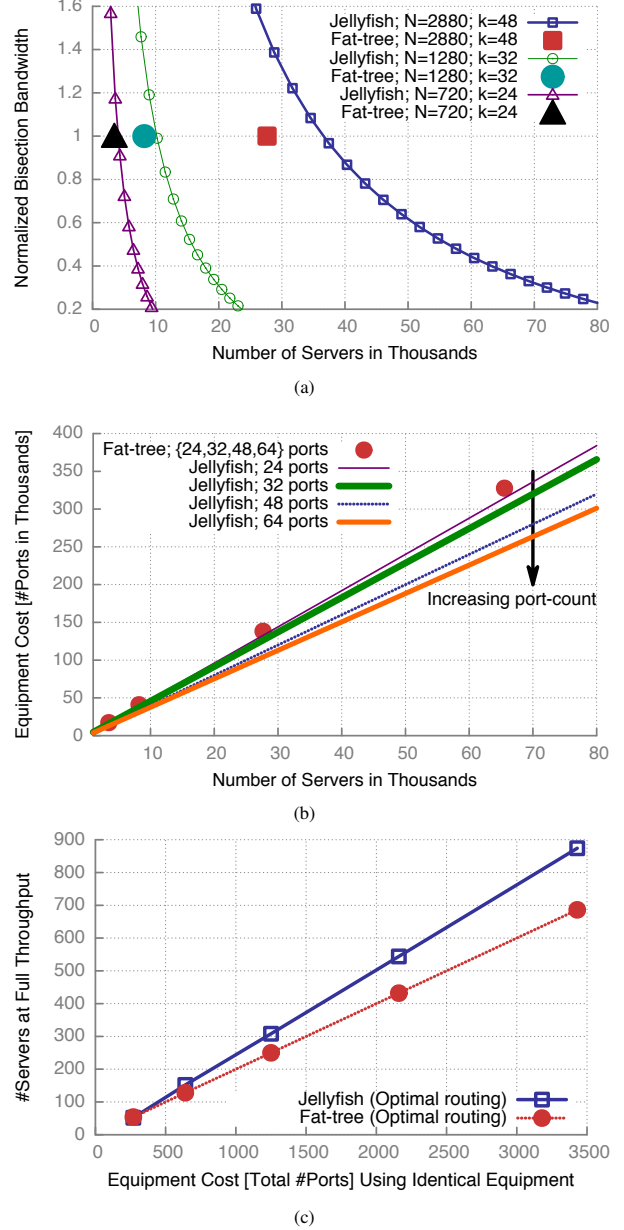 1.6
1.4
1.2
1
0.8
0.6
0.4
0.2
Normalized Bisection Bandwidth
Jellyfish; N=2880; k=48
Fat-tree; N=2880; k=48
Jellyfish; N=1280; k=32
Fat-tree; N=1280; k=32
Jellyfish; N=720; k=24
Fat-tree; N=720; k=24
0 10 20 30 40 50 60 70 80
Number of Servers in Thousands
(a)
400
350
300
250
200
150
100
50
0
Equipment Cost [#Ports in Thousands]
Fat-tree; {24,32,48,64} ports
Jellyfish; 24 ports
Jellyfish; 32 ports
Jellyfish; 48 ports
Jellyfish; 64 ports
Increasing port-count
10 20 30 40 50 60 70 80
Number of Servers in Thousands
(b)
900
800
700
600
500
400
300
200
100
0
#Servers at Full Throughput
Jellyfish (Optimal routing)
Fat-tree (Optimal routing)
0 500 1000 1500 2000 2500 3000 3500
Equipment Cost [Total #Ports] Using Identical Equipment
(c)